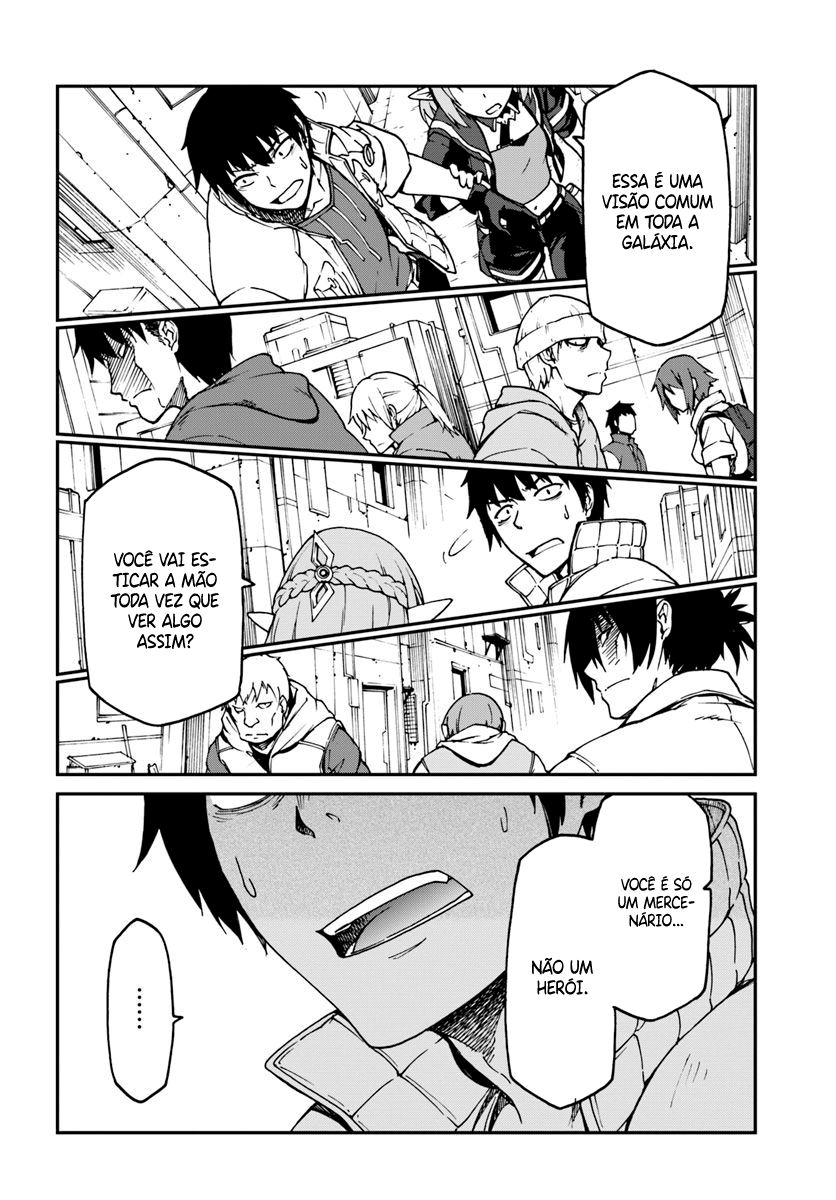 ESSA É UMA
VISÃO COMUM
EM TODA A
GALÁXIA.
VOCÊ VAI ES-
TICAR A MÃO
TODA VEZ QUE
VER ALGO
ASSIM?
VOCÊ É SÓ
UM MERCE-
NÁRIO...
NÃO UM
HERÓI.
........